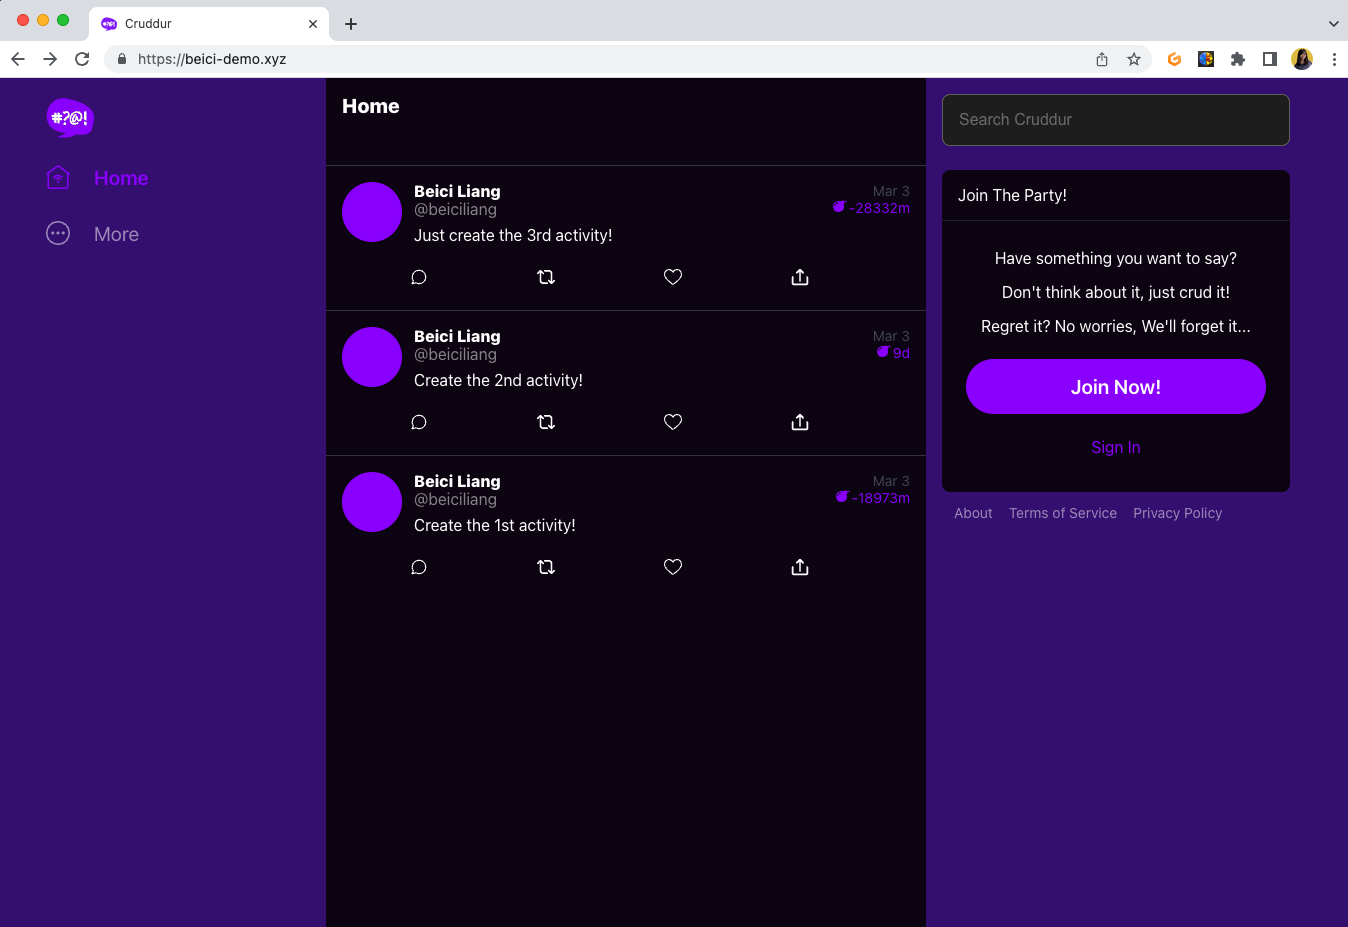 Cruddur
https://beici-demo.xyz
#?@!
Home
More
Home
Beici Liang
@beiciliang
Mar 3
-28332m
Just create the 3rd activity!
Beici Liang
@beiciliang
Mar 3
9d
Create the 2nd activity!
Beici Liang
@beiciliang
Mar 3
-18973m
Create the 1st activity!
Search Cruddur
Join The Party!
Have something you want to say?
Don't think about it, just crud it!
Regret it? No worries, We'll forget it...
Join Now!
Sign In
About Terms of Service Privacy Policy